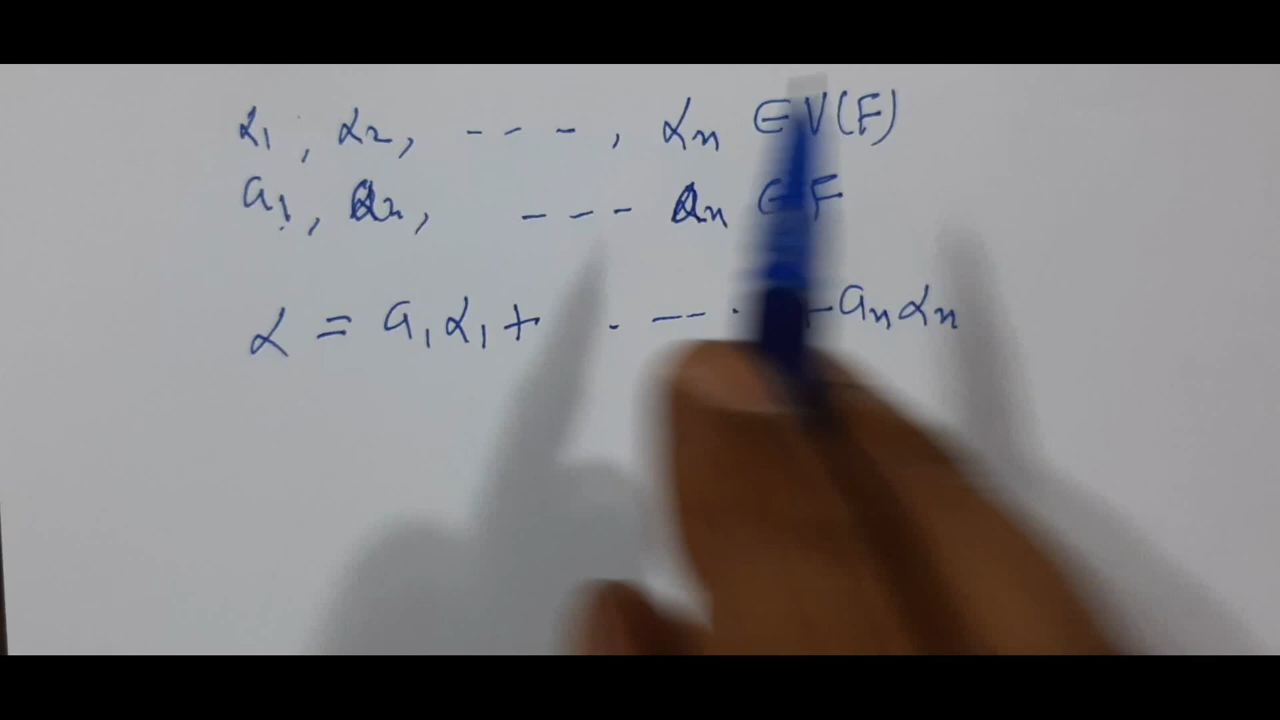 α1, α2, ---, αn ∈ V(F)
a1, a2, --- an ∈ F
α = a1α1 + . --- . + anαn